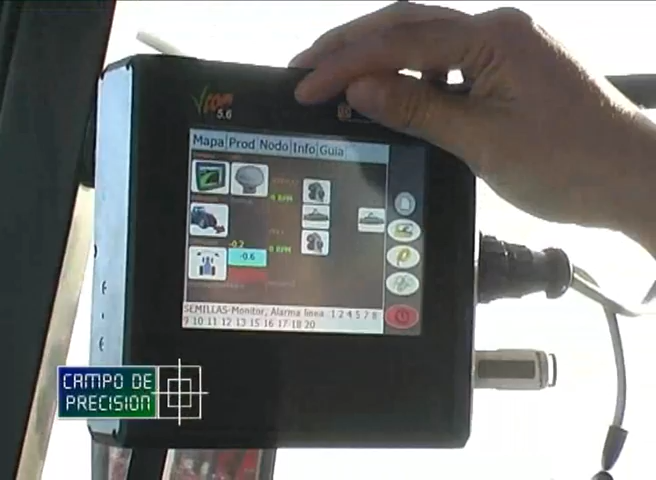 Vcom
5.6
Mapa Prod Nodo Info Guia
0 RPM
-0.2
0 RPM
-0.6
SEMILLAS-Monitor, Alarma linea 1 2 4 5 7 8
9 10 11 12 13 15 16 17 18 20
CAMPO DE
PRECISION